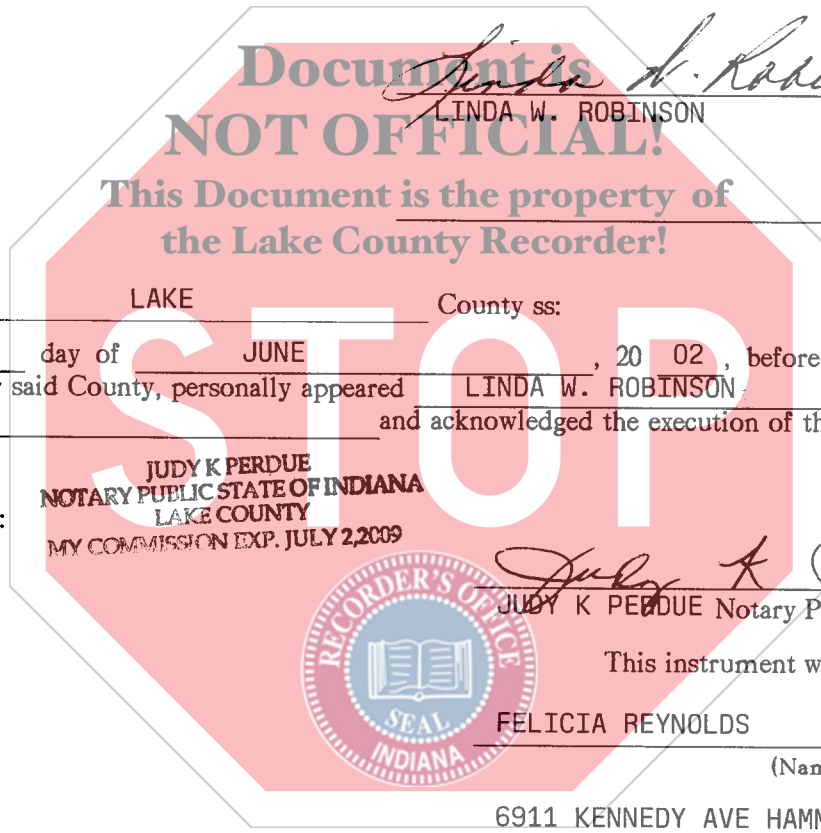 Document is
NOT OFFICIAL!
This Document is the property of
the Lake County Recorder!
Linda W. Robi
LINDA W. ROBINSON
LAKE County ss:
day of JUNE , 20 02 , before
said County, personally appeared LINDA W. ROBINSON
and acknowledged the execution of th
STOP
JUDY K PERDUE
NOTARY PUBLIC STATE OF INDIANA
LAKE COUNTY
MY COMMISSION EXP. JULY 2,2009
:
Judy K
JUDY K PERDUE Notary P
This instrument w
RECORDER'S OFFICE
SEAL
INDIANA
FELICIA REYNOLDS
(Nam
6911 KENNEDY AVE HAMM